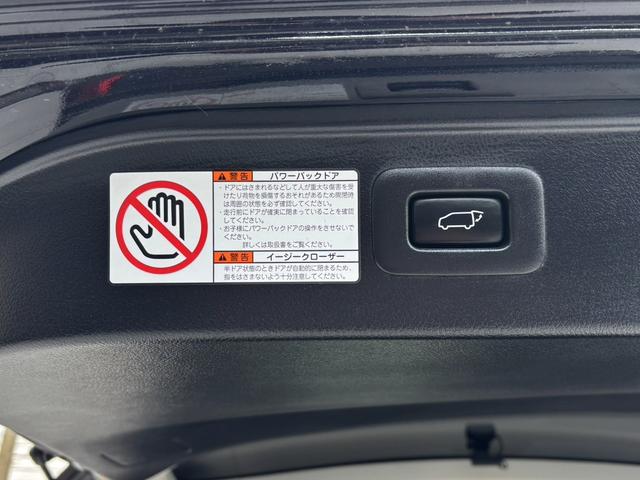 ⚠警告 パワーバックドア
・ドアにはさまれるなどして人が重大な傷害を受
けたり荷物を損傷するおそれがあるため開閉時
は周囲の状態を必ず確認してください。
・走行前にドアが確実に閉まっていることを確認
してください。
・お子様にパワーバックドアの操作をさせないで
ください。
詳しくは取扱書をご覧ください。
⚠警告 イージークローザー
半ドア状態のときドアが自動的に閉まるため、
指をはさまないよう十分注意してください。